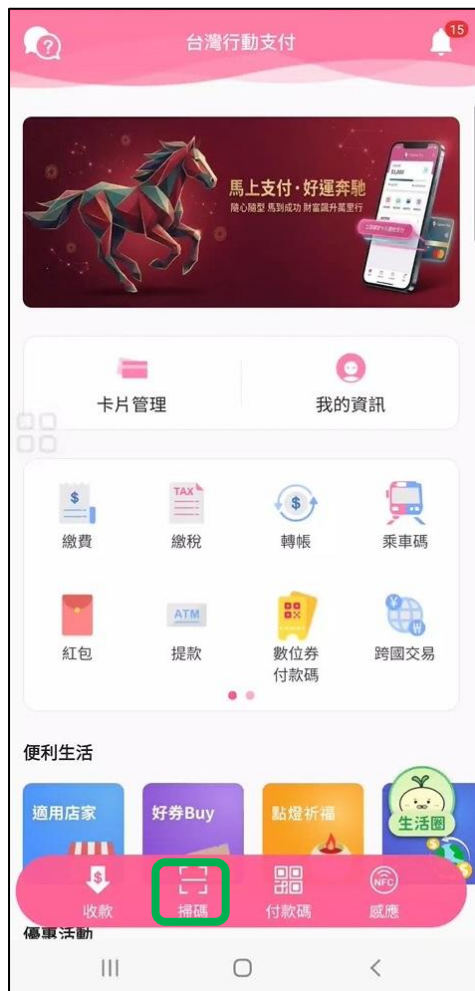 台灣行動支付
15
馬上支付·好運奔馳
隨心隨型 馬到成功 財富飆升萬里行
卡片管理
我的資訊
TAX
繳費
繳稅
轉帳
乘車碼
ATM
紅包
提款
數位券
付款碼
跨國交易
便利生活
適用店家
好券Buy
點燈祈福
生活圈
NFC
收款
掃碼
付款碼
感應
優惠活動